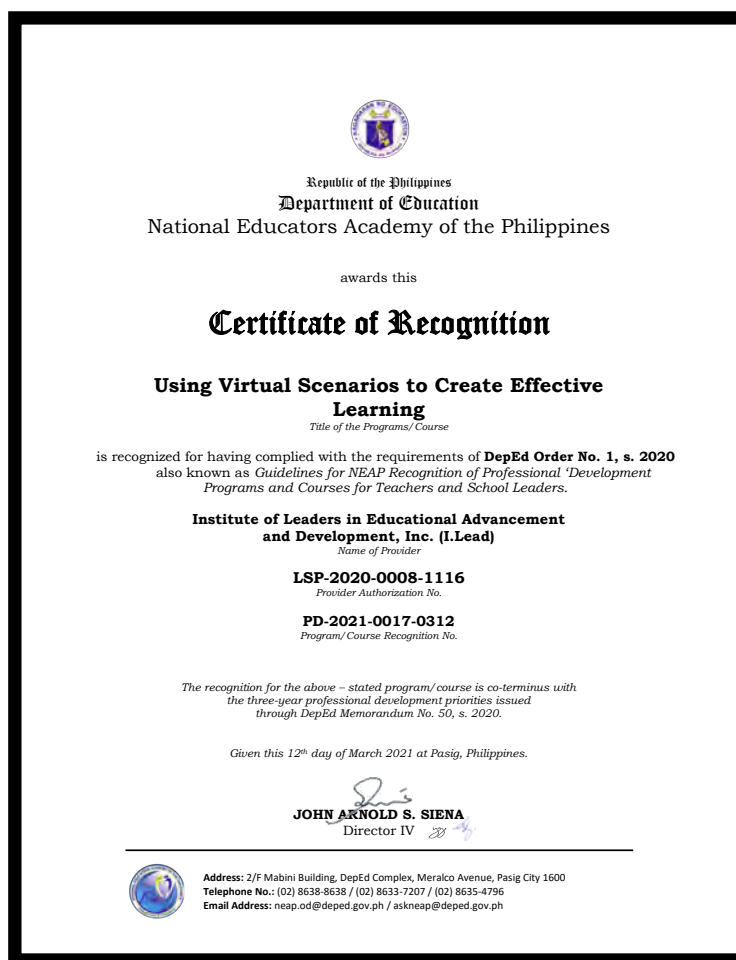 Republic of the Philippines
Department of Education
National Educators Academy of the Philippines
awards this
Certificate of Recognition
Using Virtual Scenarios to Create Effective
Learning
Title of the Programs/Course
is recognized for having complied with the requirements of DepEd Order No. 1, s. 2020
also known as Guidelines for NEAP Recognition of Professional ‘Development
Programs and Courses for Teachers and School Leaders.
Institute of Leaders in Educational Advancement
and Development, Inc. (I.Lead)
Name of Provider
LSP-2020-0008-1116
Provider Authorization No.
PD-2021-0017-0312
Program/Course Recognition No.
The recognition for the above – stated program/course is co-terminus with
the three-year professional development priorities issued
through DepEd Memorandum No. 50, s. 2020.
Given this 12th day of March 2021 at Pasig, Philippines.
JOHN ARNOLD S. SIENA
Director IV
Address: 2/F Mabini Building, DepEd Complex, Meralco Avenue, Pasig City 1600
Telephone No.: (02) 8638-8638 / (02) 8633-7207 / (02) 8635-4796
Email Address: neap.od@deped.gov.ph / askneap@deped.gov.ph